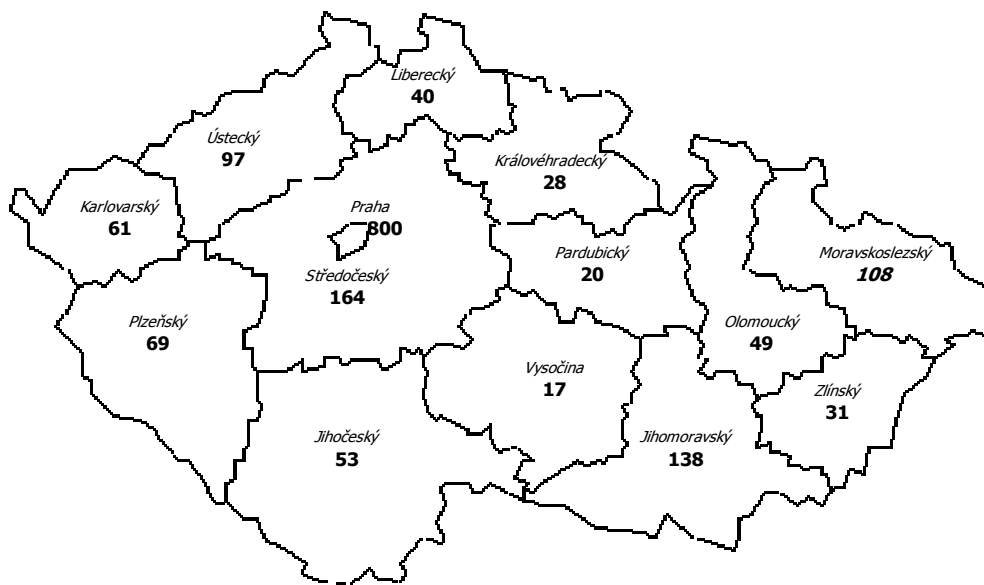 Liberecký
40
Ústecký
97
Královéhradecký
28
Karlovarský
61
Praha
800
Středočeský
164
Pardubický
20
Moravskoslezský
108
Plzeňský
69
Olomoucký
49
Vysočina
17
Zlínský
31
Jihočeský
53
Jihomoravský
138